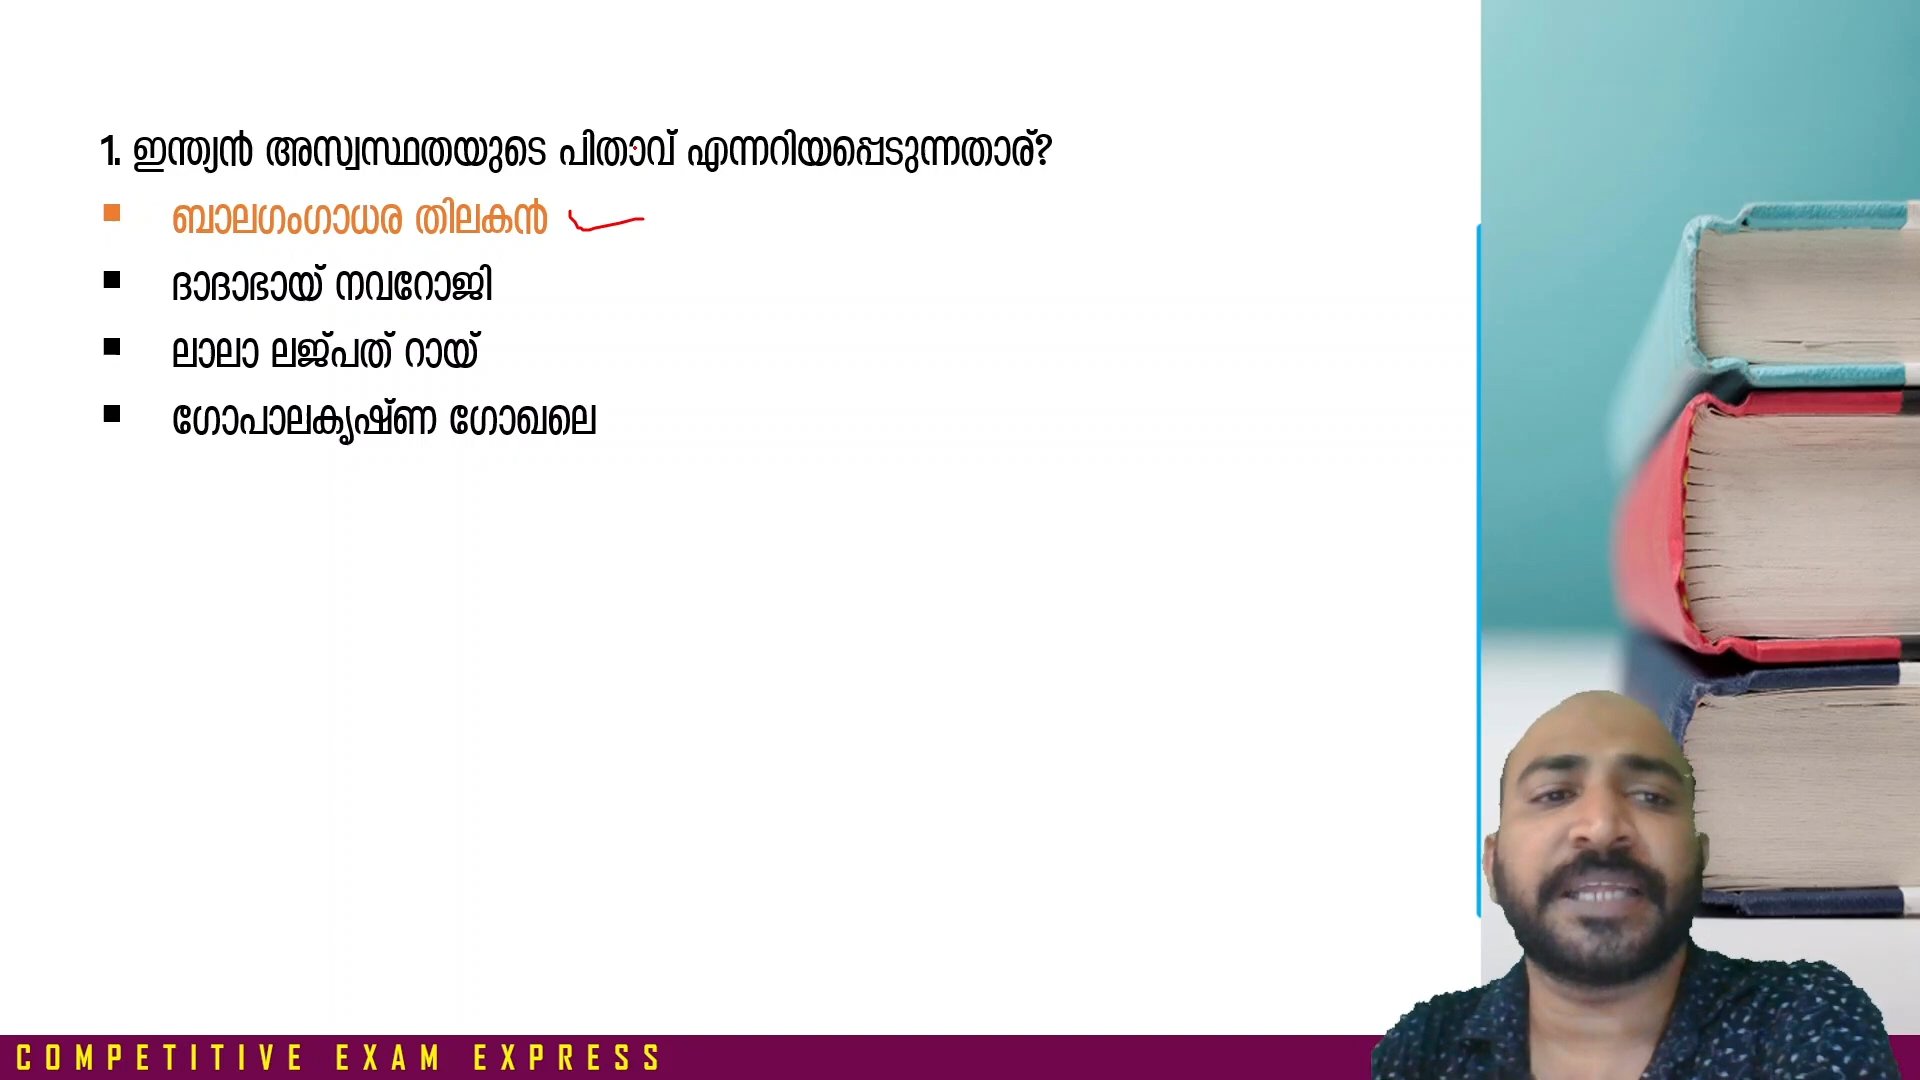 1. ഇന്ത്യൻ അസ്വസ്ഥതയുടെ പിതാവ് എന്നറിയപ്പെടുന്നതാര്?
▪ ബാലഗംഗാധര തിലകൻ
▪ ദാദാഭായ് നവറോജി
▪ ലാലാ ലജ്പത് റായ്
▪ ഗോപാലകൃഷ്ണ ഗോഖലെ
COMPETITIVE EXAM EXPRESS